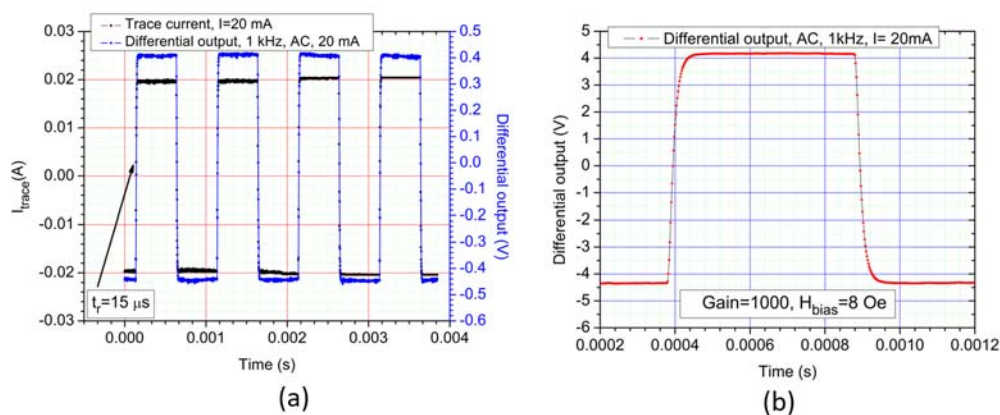 Trace current, I=20 mA
Differential output, 1 kHz, AC, 20 mA
0.03
0.02
0.01
0.00
-0.01
-0.02
-0.03
I_trace(A)
0.5
0.4
0.3
0.2
0.1
0.0
-0.1
-0.2
-0.3
-0.4
-0.5
-0.6
Differential output (V)
t_r=15 μs
0.000 0.001 0.002 0.003 0.004
Time (s)
(a)
Differential output, AC, 1kHz, I= 20mA
6
5
4
3
2
1
0
-1
-2
-3
-4
-5
-6
Differential output (V)
Gain=1000, H_bias=8 Oe
0.0002 0.0004 0.0006 0.0008 0.0010 0.0012
Time (s)
(b)